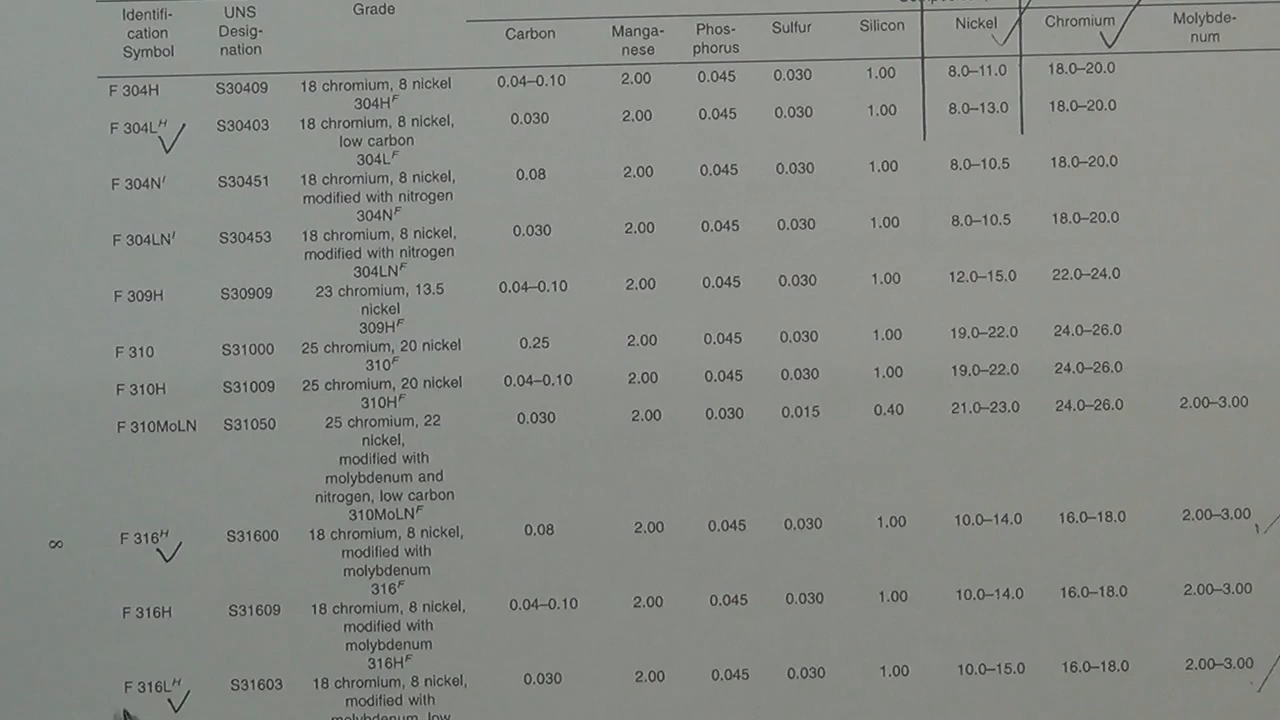 Identifi-
cation
Symbol
UNS
Desig-
nation
Grade
Carbon
Manga-
nese
Phos-
phorus
Sulfur
Silicon
Nickel
Chromium
Molybde-
num
F 304H S30409 18 chromium, 8 nickel 0.04–0.10 2.00 0.045 0.030 1.00 8.0–11.0 18.0–20.0
304H^F
F 304L^H S30403 18 chromium, 8 nickel, 0.030 2.00 0.045 0.030 1.00 8.0–13.0 18.0–20.0
low carbon
304L^F
F 304N^I S30451 18 chromium, 8 nickel, 0.08 2.00 0.045 0.030 1.00 8.0–10.5 18.0–20.0
modified with nitrogen
304N^F
F 304LN^I S30453 18 chromium, 8 nickel, 0.030 2.00 0.045 0.030 1.00 8.0–10.5 18.0–20.0
modified with nitrogen
304LN^F
F 309H S30909 23 chromium, 13.5 0.04–0.10 2.00 0.045 0.030 1.00 12.0–15.0 22.0–24.0
nickel
309H^F
F 310 S31000 25 chromium, 20 nickel 0.25 2.00 0.045 0.030 1.00 19.0–22.0 24.0–26.0
310^F
F 310H S31009 25 chromium, 20 nickel 0.04–0.10 2.00 0.045 0.030 1.00 19.0–22.0 24.0–26.0
310H^F
F 310MoLN S31050 25 chromium, 22 0.030 2.00 0.030 0.015 0.40 21.0–23.0 24.0–26.0 2.00–3.00
nickel,
modified with
molybdenum and
nitrogen, low carbon
310MoLN^F
∞ F 316^H S31600 18 chromium, 8 nickel, 0.08 2.00 0.045 0.030 1.00 10.0–14.0 16.0–18.0 2.00–3.00
modified with
molybdenum
316^F
F 316H S31609 18 chromium, 8 nickel, 0.04–0.10 2.00 0.045 0.030 1.00 10.0–14.0 16.0–18.0 2.00–3.00
modified with
molybdenum
316H^F
F 316L^H S31603 18 chromium, 8 nickel, 0.030 2.00 0.045 0.030 1.00 10.0–15.0 16.0–18.0 2.00–3.00
modified with
molybdenum, low